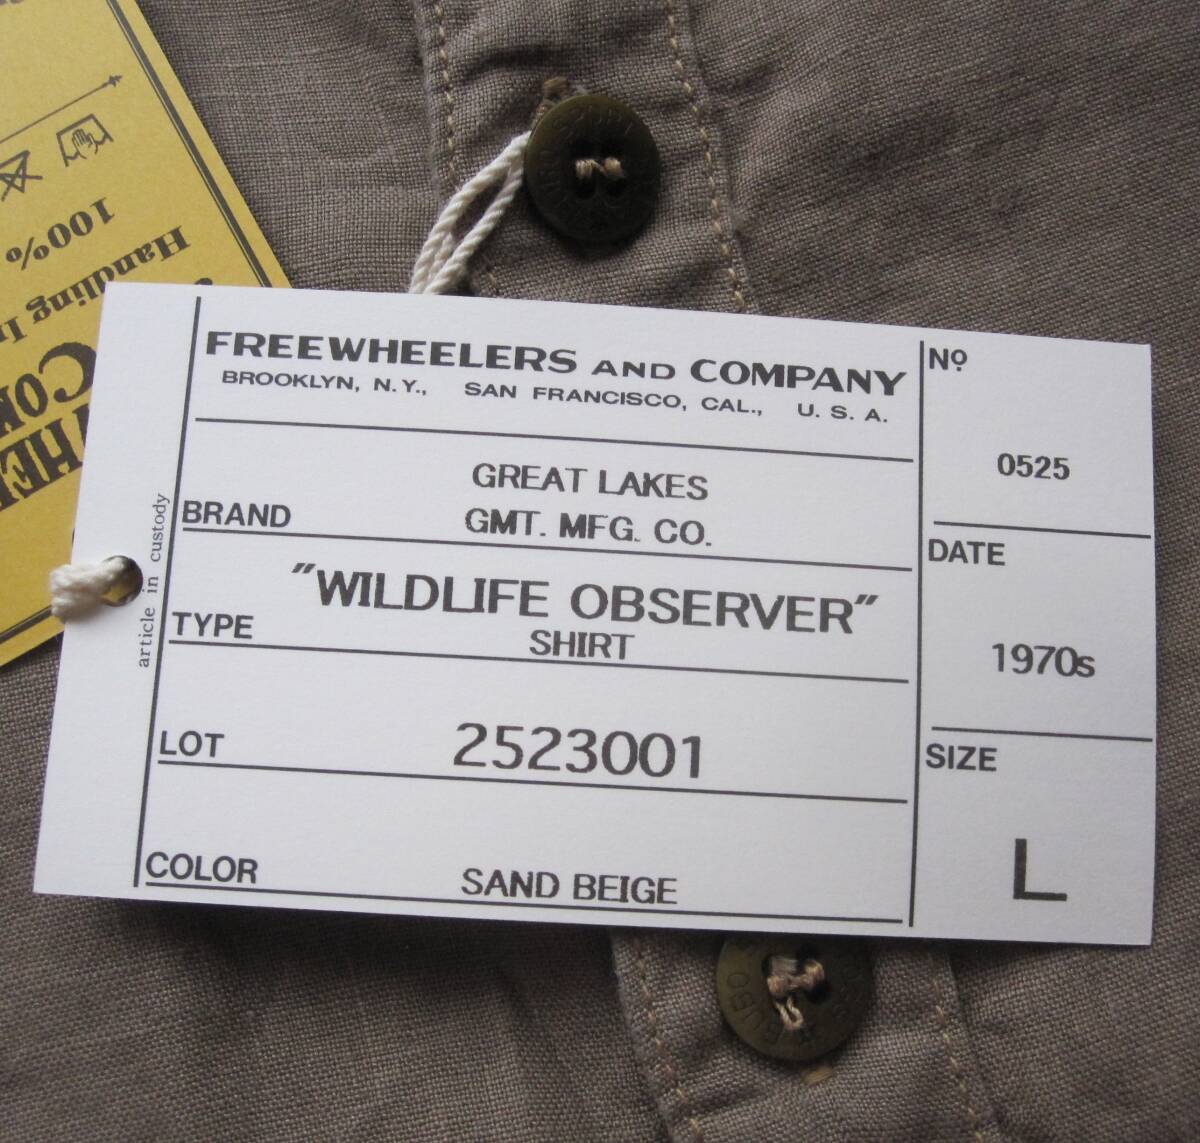 FREEWHEELERS AND COMPANY
BROOKLYN, N.Y., SAN FRANCISCO, CAL., U. S. A.
BRAND
GREAT LAKES
GMT. MFG. CO.
TYPE
"WILDLIFE OBSERVER"
SHIRT
LOT
2523001
COLOR
SAND BEIGE
Nº
0525
DATE
1970s
SIZE
L
article in custody
100%
Handling